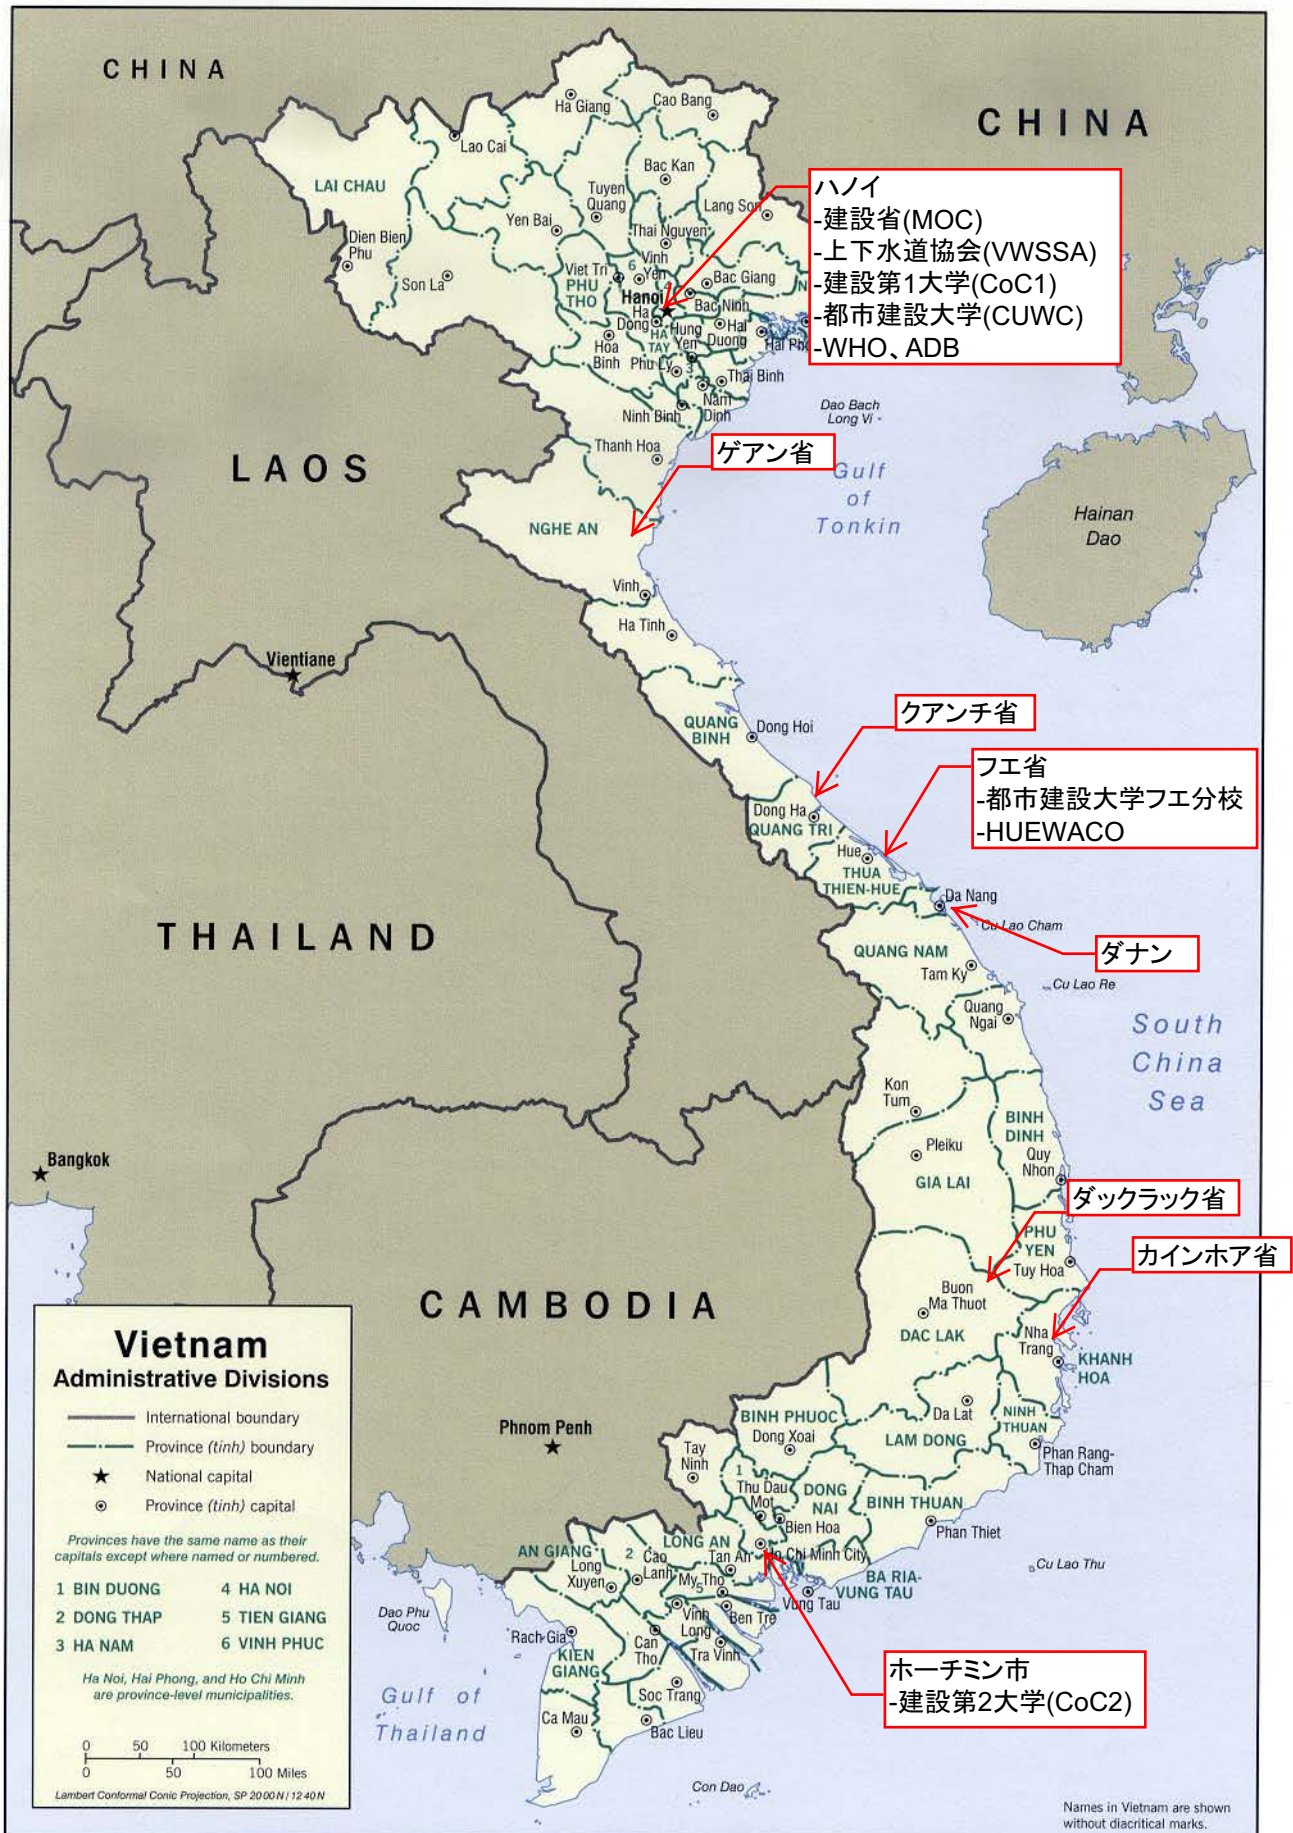 CHINA
CHINA
Ha Giang
Cao Bang
Lao Cai
LAI CHAU
Bac Kan
Tuyen
Quang
Lang Son
Yen Bai
Thai Nguyen
Dien Bien
Phu
Son La
Viet Tri
PHU
THO
6
Vinh
Yen
Bac Giang
Hanoi
Bac Ninh
Ha
Dong
HA
TAY
Hung
Yen
Hai
Duong
Hoa
Binh
Phu Ly
3
Thai Binh
Nam
Dinh
Ninh Binh
ハノイ
-建設省(MOC)
-上下水道協会(VWSSA)
-建設第1大学(CoC1)
-都市建設大学(CUWC)
-WHO、ADB
Dao Bach
Long Vi
Thanh Hoa
ゲアン省
LAOS
Gulf
of
Tonkin
NGHE AN
Hainan
Dao
Vinh
Ha Tinh
Vientiane
クアンチ省
QUANG
BINH
Dong Hoi
フエ省
-都市建設大学フエ分校
-HUEWACO
Dong Ha
QUANG TRI
Hue
THUA
THIEN-HUE
Da Nang
Cu Lao Cham
THAILAND
ダナン
QUANG NAM
Tam Ky
Cu Lao Re
Quang
Ngai
South
China
Sea
Kon
Tum
BINH
DINH
Pleiku
Quy
Nhon
GIA LAI
Bangkok
ダックラック省
PHU
YEN
Tuy Hoa
カインホア省
Buon
Ma Thuot
CAMBODIA
DAC LAK
Nha
Trang
KHANH
HOA
Da Lat
NINH
THUAN
BINH PHUOC
Dong Xoai
LAM DONG
Phan Rang-
Thap Cham
Phnom Penh
Tay
Ninh
1
Thu Dau
Mot
DONG
NAI
BINH THUAN
Bien Hoa
Phan Thiet
LONG AN
Ho Chi Minh City
AN GIANG
2
Cao
Lanh
Tan An
Long
Xuyen
My Tho
5
BA RIA-
VUNG TAU
Vung Tau
Cu Lao Thu
Dao Phu
Quoc
Vinh
Long
Ben Tre
Rach Gia
Can
Tho
Tra Vinh
KIEN
GIANG
Soc Trang
Ca Mau
Bac Lieu
ホーチミン市
-建設第2大学(CoC2)
Gulf of
Thailand
Con Dao
Vietnam
Administrative Divisions
International boundary
Province (tinh) boundary
National capital
Province (tinh) capital
Provinces have the same name as their
capitals except where named or numbered.
1 BIN DUONG 4 HA NOI
2 DONG THAP 5 TIEN GIANG
3 HA NAM 6 VINH PHUC
Ha Noi, Hai Phong, and Ho Chi Minh
are province-level municipalities.
0 50 100 Kilometers
0 50 100 Miles
Lambert Conformal Conic Projection, SP 20 00 N / 12 40 N
Names in Vietnam are shown
without diacritical marks.